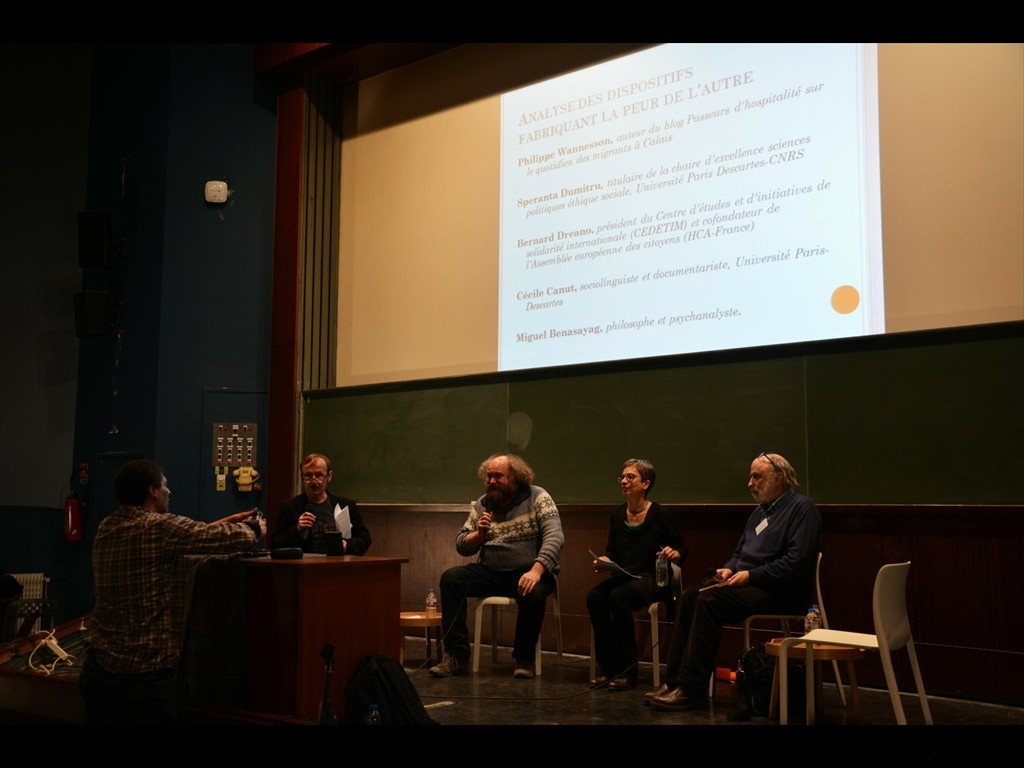 ANALYSE DES DISPOSITIFS
FABRIQUANT LA PEUR DE L'AUTRE
Philippe Wannesson, auteur du blog Passeurs d'hospitalité sur
le quotidien des migrants à Calais
Speranta Dumitru, titulaire de la chaire d'excellence sciences
politiques éthique sociale, Université Paris Descartes-CNRS
Bernard Dreano, président du Centre d'études et d'initiatives de
solidarité internationale (CEDETIM) et cofondateur de
l'Assemblée européenne des citoyens (HCA-France)
Cécile Canut, sociolinguiste et documentariste, Université Paris-
Descartes
Miguel Benasayag, philosophe et psychanalyste.